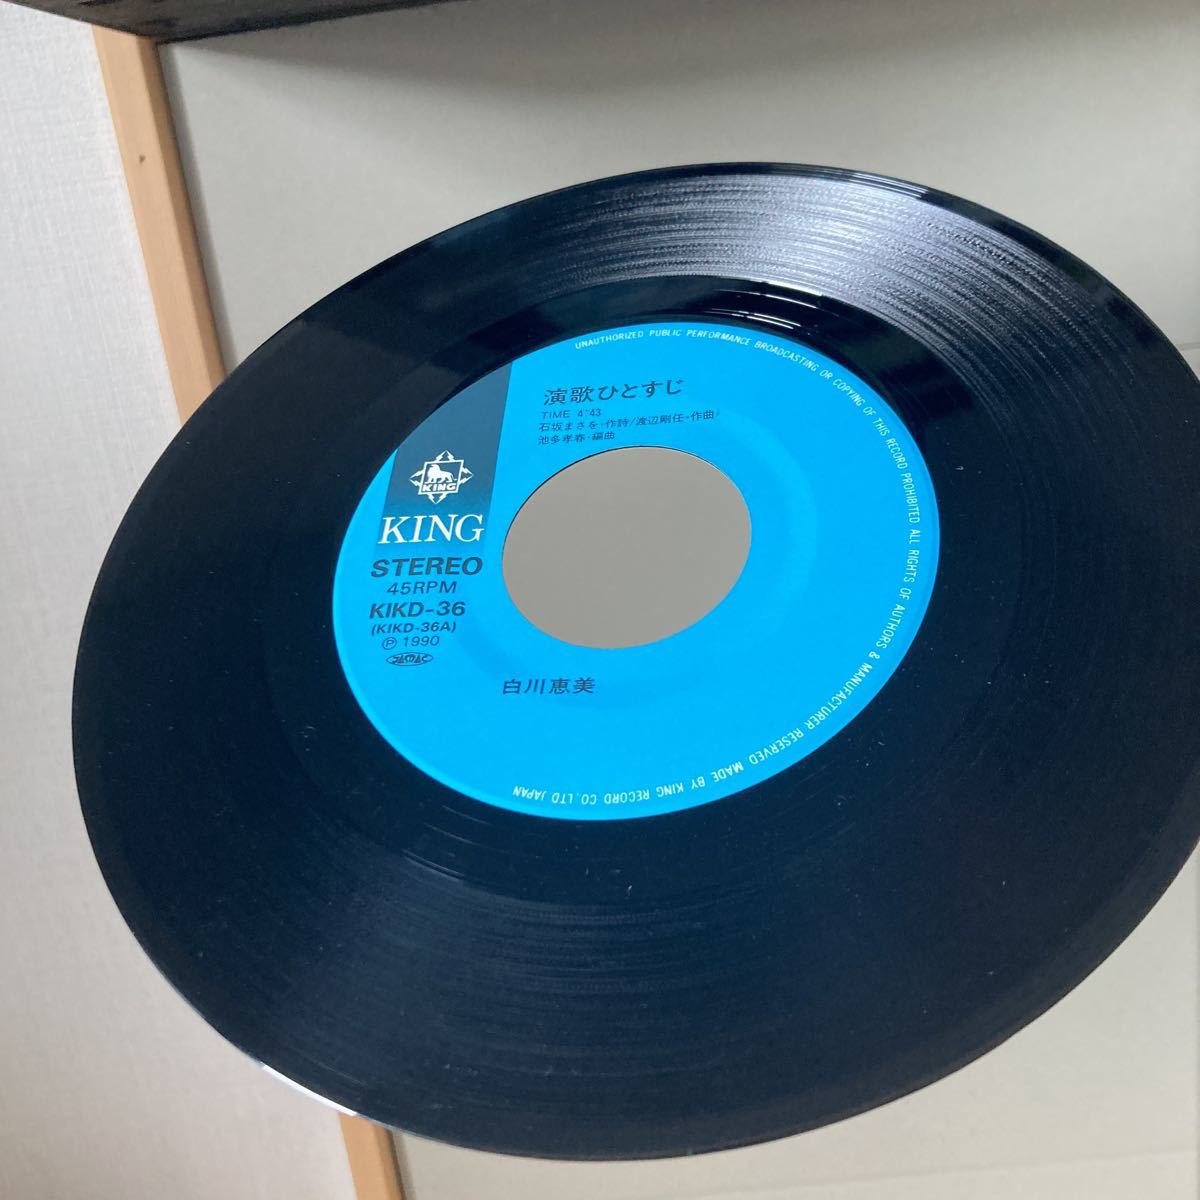 演歌ひとすじ
TIME 4'43
石坂まさを・作詩/渡辺剛任・作曲/
池多孝春・編曲
KING
KING
STEREO
45RPM
KIKD-36
(KIKD-36A)
Ⓟ 1990
白川恵美
UNAUTHORIZED PUBLIC PERFORMANCE BROADCASTING OR COPYING OF THIS RECORD PROHIBITED ALL RIGHTS OF AUTHORS & MANUFACTURER RESERVED MADE BY KING RECORD CO., LTD JAPAN